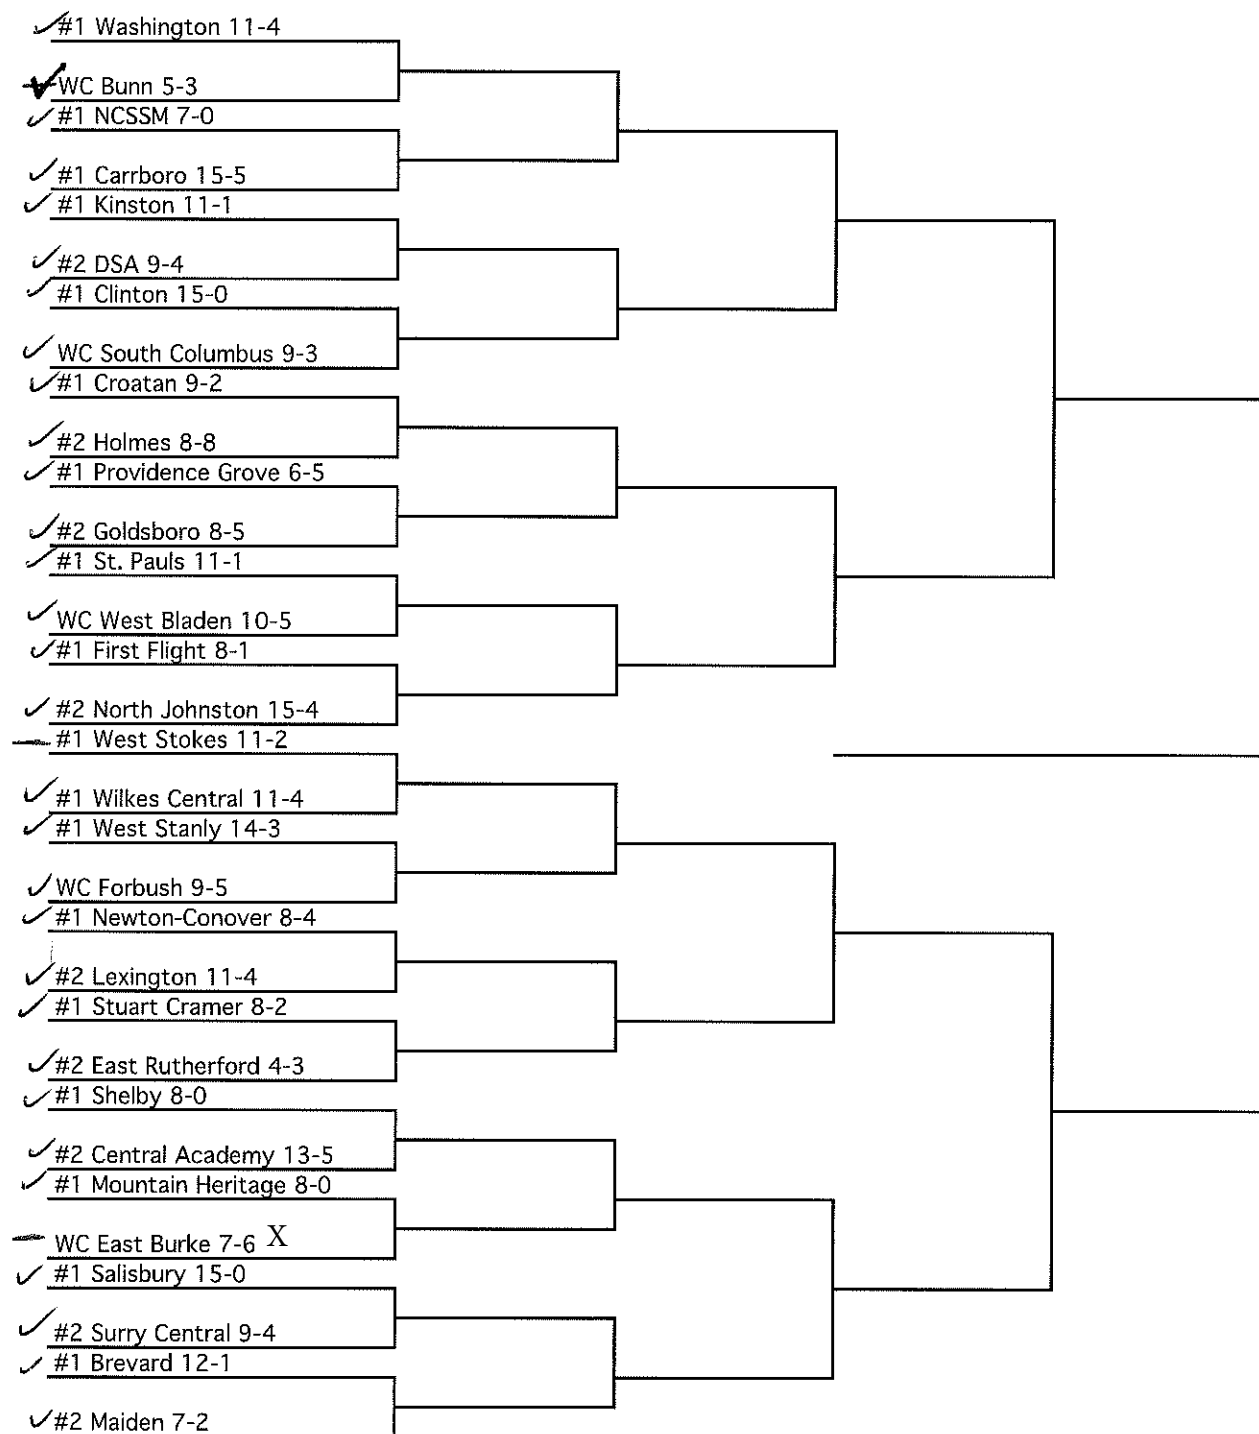 #1 Washington 11-4
WC Bunn 5-3
#1 NCSSM 7-0
#1 Carrboro 15-5
#1 Kinston 11-1
#2 DSA 9-4
#1 Clinton 15-0
WC South Columbus 9-3
#1 Croatan 9-2
#2 Holmes 8-8
#1 Providence Grove 6-5
#2 Goldsboro 8-5
#1 St. Pauls 11-1
WC West Bladen 10-5
#1 First Flight 8-1
#2 North Johnston 15-4
#1 West Stokes 11-2
#1 Wilkes Central 11-4
#1 West Stanly 14-3
WC Forbush 9-5
#1 Newton-Conover 8-4
#2 Lexington 11-4
#1 Stuart Cramer 8-2
#2 East Rutherford 4-3
#1 Shelby 8-0
#2 Central Academy 13-5
#1 Mountain Heritage 8-0
WC East Burke 7-6 X
#1 Salisbury 15-0
#2 Surry Central 9-4
#1 Brevard 12-1
#2 Maiden 7-2